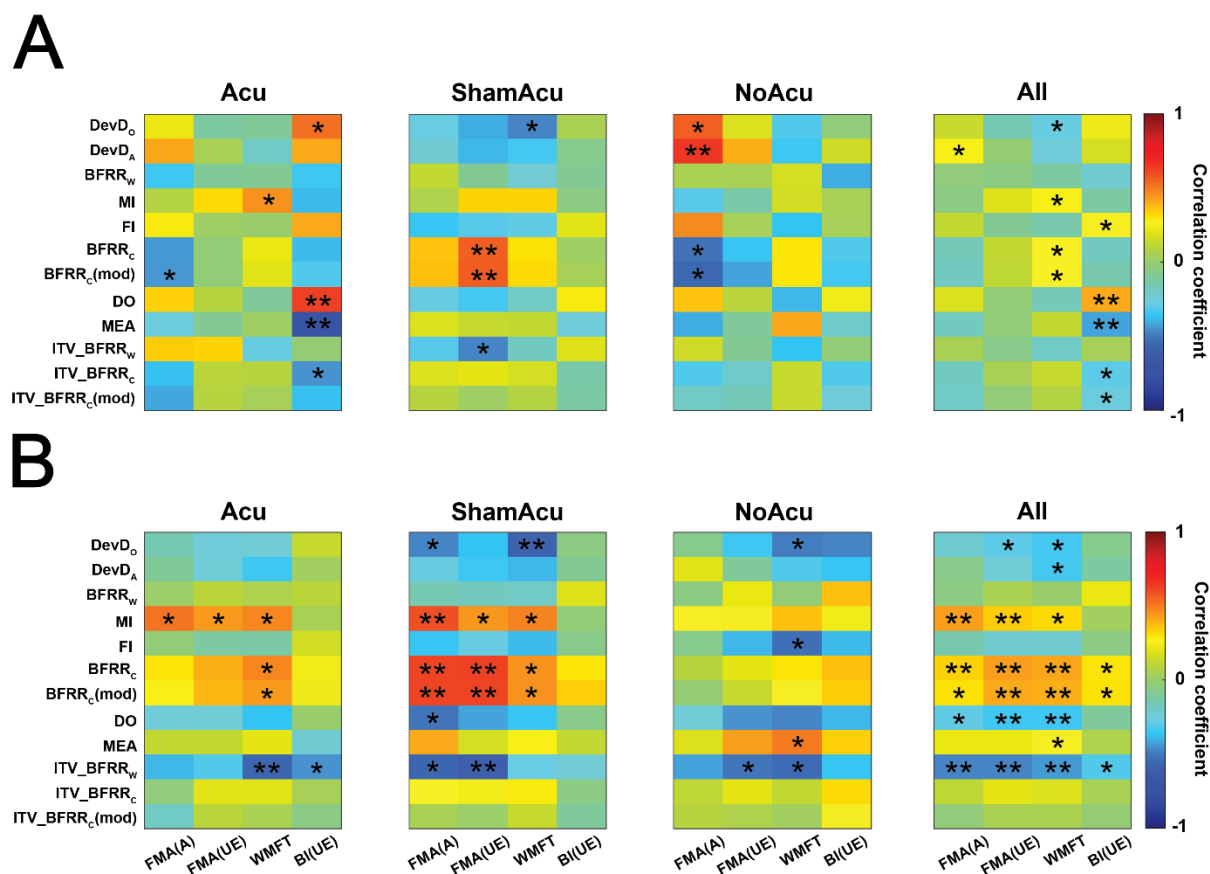 A
Acu ShamAcu NoAcu All
DevD_O * * * * 1
DevD_A ** *
BFRR_W
MI * *
FI *
BFRR_C ** * *
BFRR_C(mod) * ** * * 0
DO ** **
MEA ** **
ITV_BFRR_W *
ITV_BFRR_C * *
ITV_BFRR_C(mod) * -1
Correlation coefficient
B
Acu ShamAcu NoAcu All
DevD_O * ** * * * 1
DevD_A *
BFRR_W
MI * * * ** * * ** ** *
FI *
BFRR_C * ** ** * ** ** ** *
BFRR_C(mod) * ** ** * * ** ** * 0
DO * * ** **
MEA * *
ITV_BFRR_W ** * * ** * * ** ** ** *
ITV_BFRR_C
ITV_BFRR_C(mod) -1
Correlation coefficient
FMA(A) FMA(UE) WMFT BI(UE) FMA(A) FMA(UE) WMFT BI(UE) FMA(A) FMA(UE) WMFT BI(UE) FMA(A) FMA(UE) WMFT BI(UE)